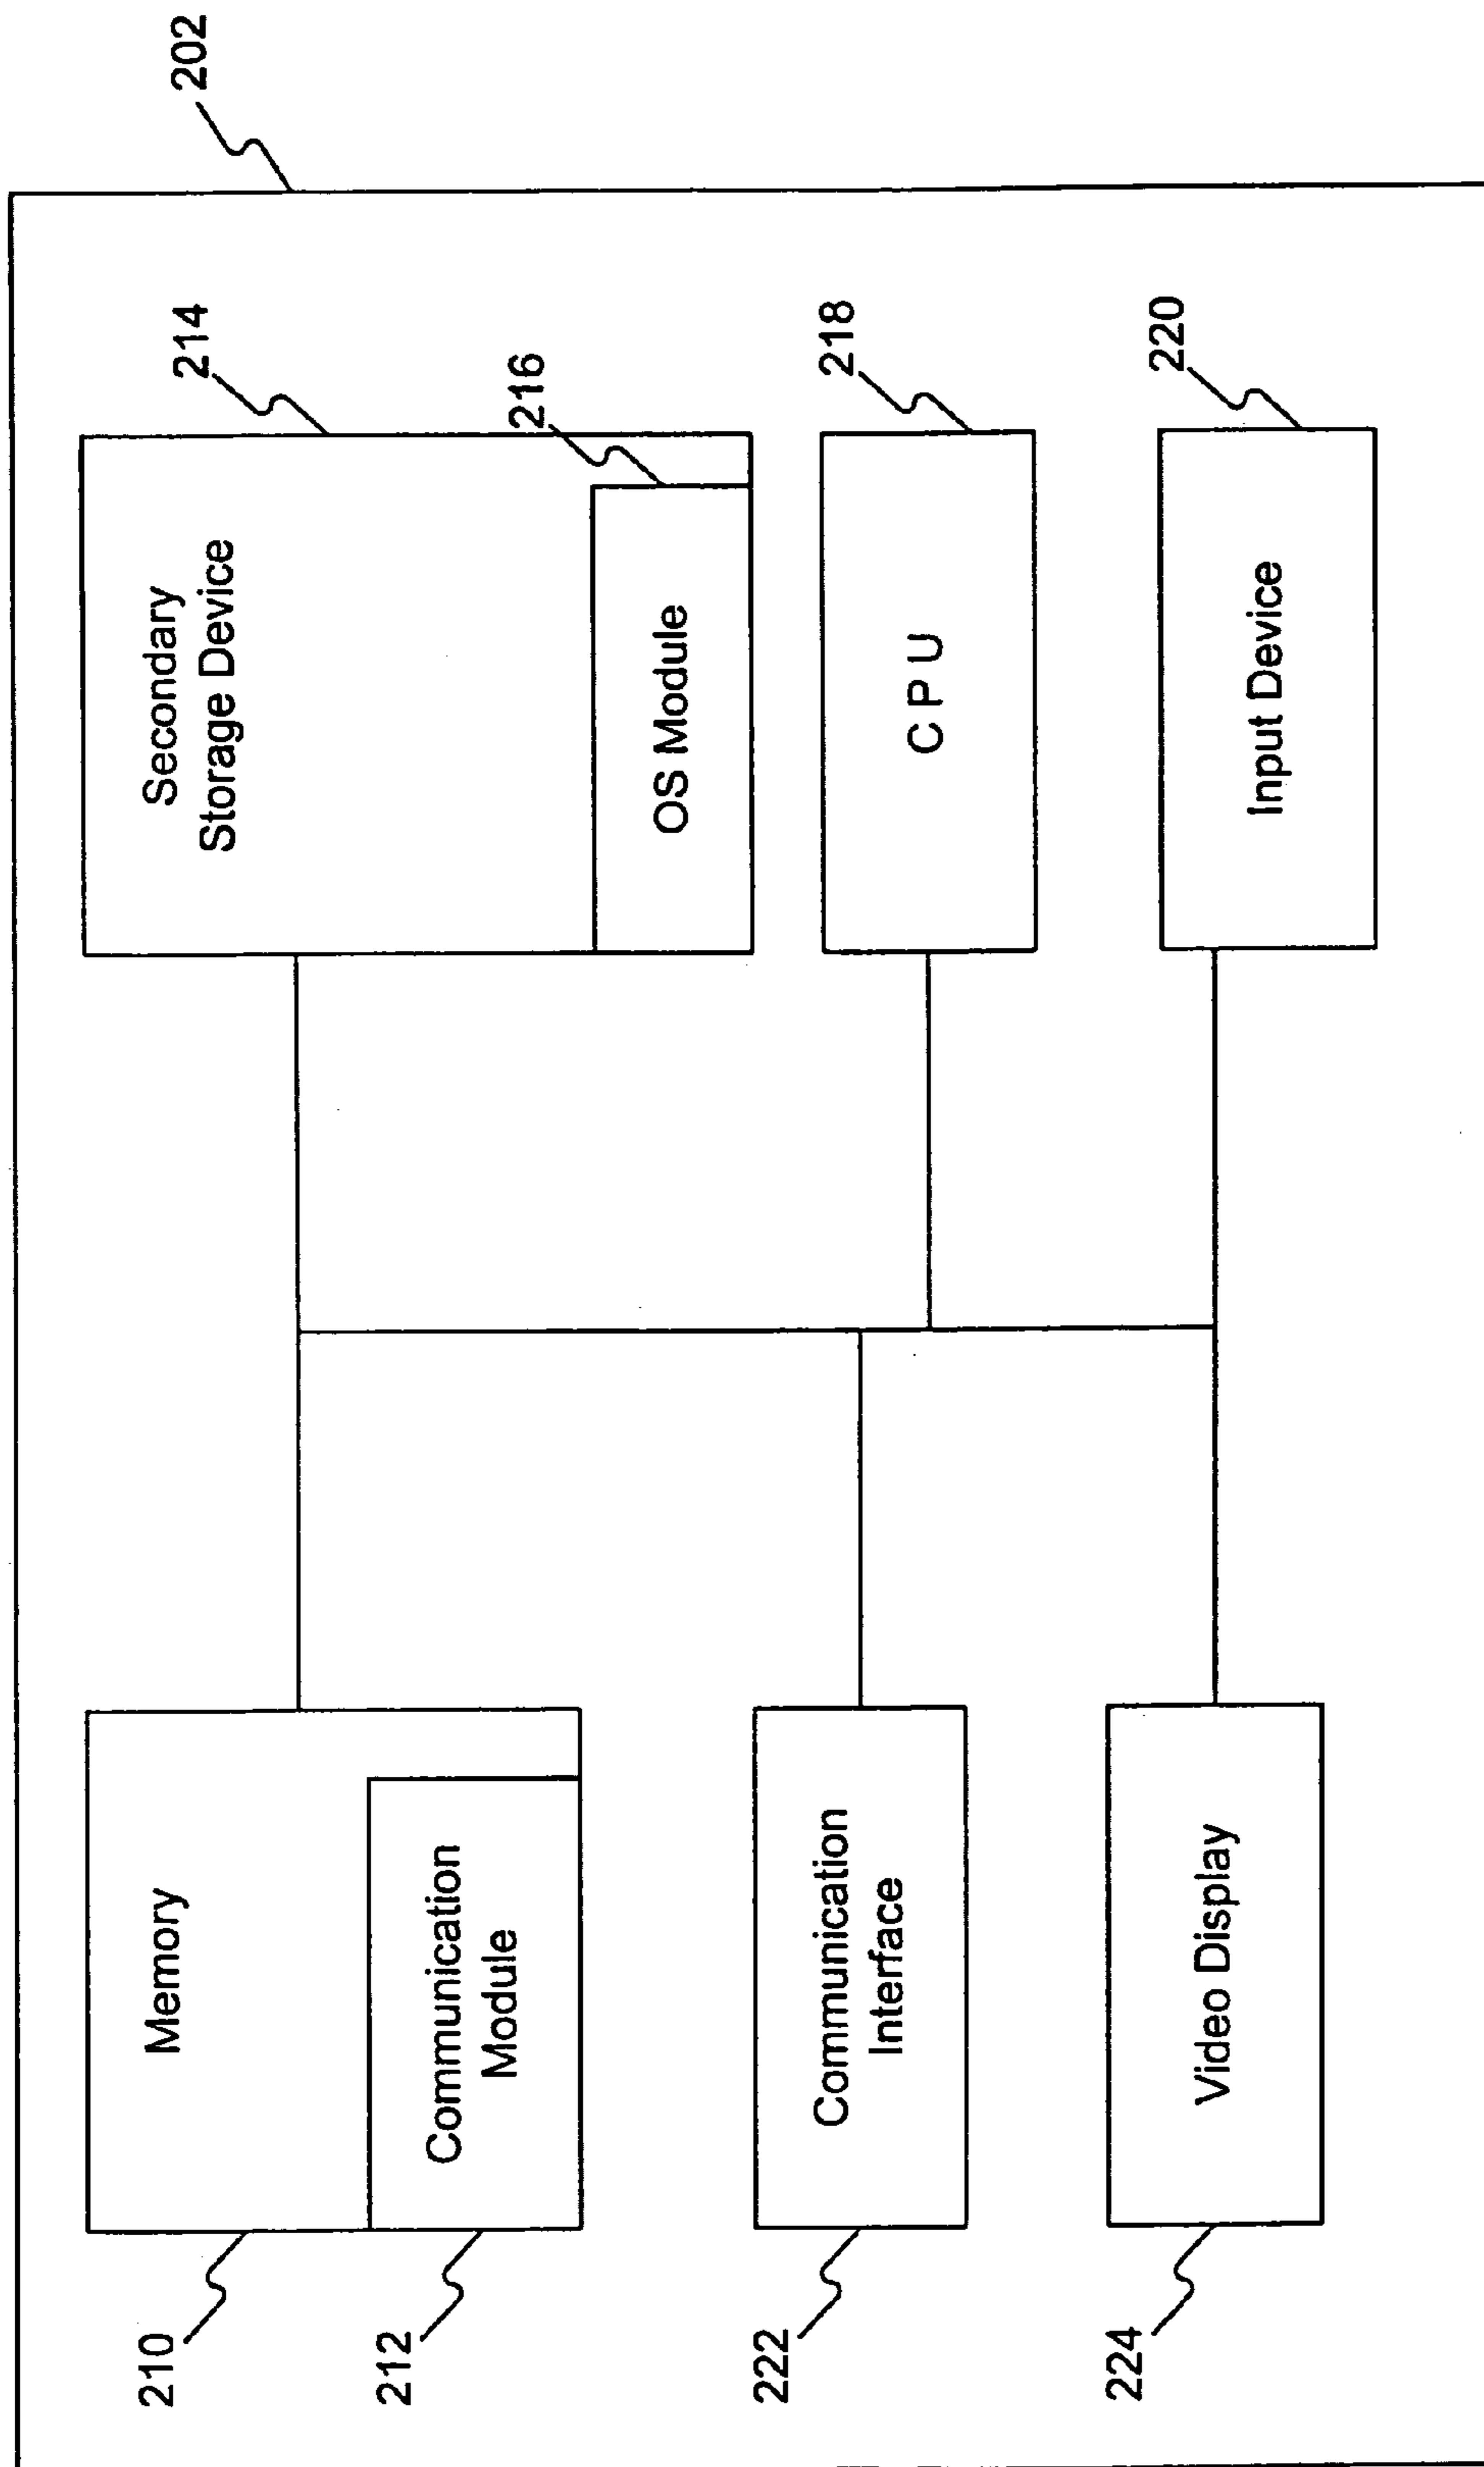 202
210
Memory
212
Communication
Module
214
Secondary
Storage Device
216
OS Module
222
Communication
Interface
218
C P U
224
Video Display
220
Input Device